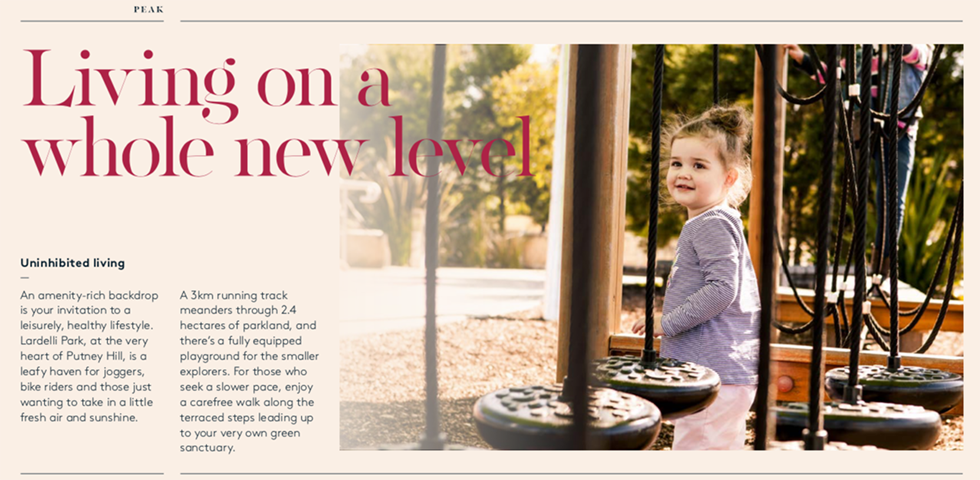 PEAK
Living on a
whole new level
Uninhibited living
An amenity-rich backdrop
is your invitation to a
leisurely, healthy lifestyle.
Lardelli Park, at the very
heart of Putney Hill, is a
leafy haven for joggers,
bike riders and those just
wanting to take in a little
fresh air and sunshine.
A 3km running track
meanders through 2.4
hectares of parkland, and
there's a fully equipped
playground for the smaller
explorers. For those who
seek a slower pace, enjoy
a carefree walk along the
terraced steps leading up
to your very own green
sanctuary.